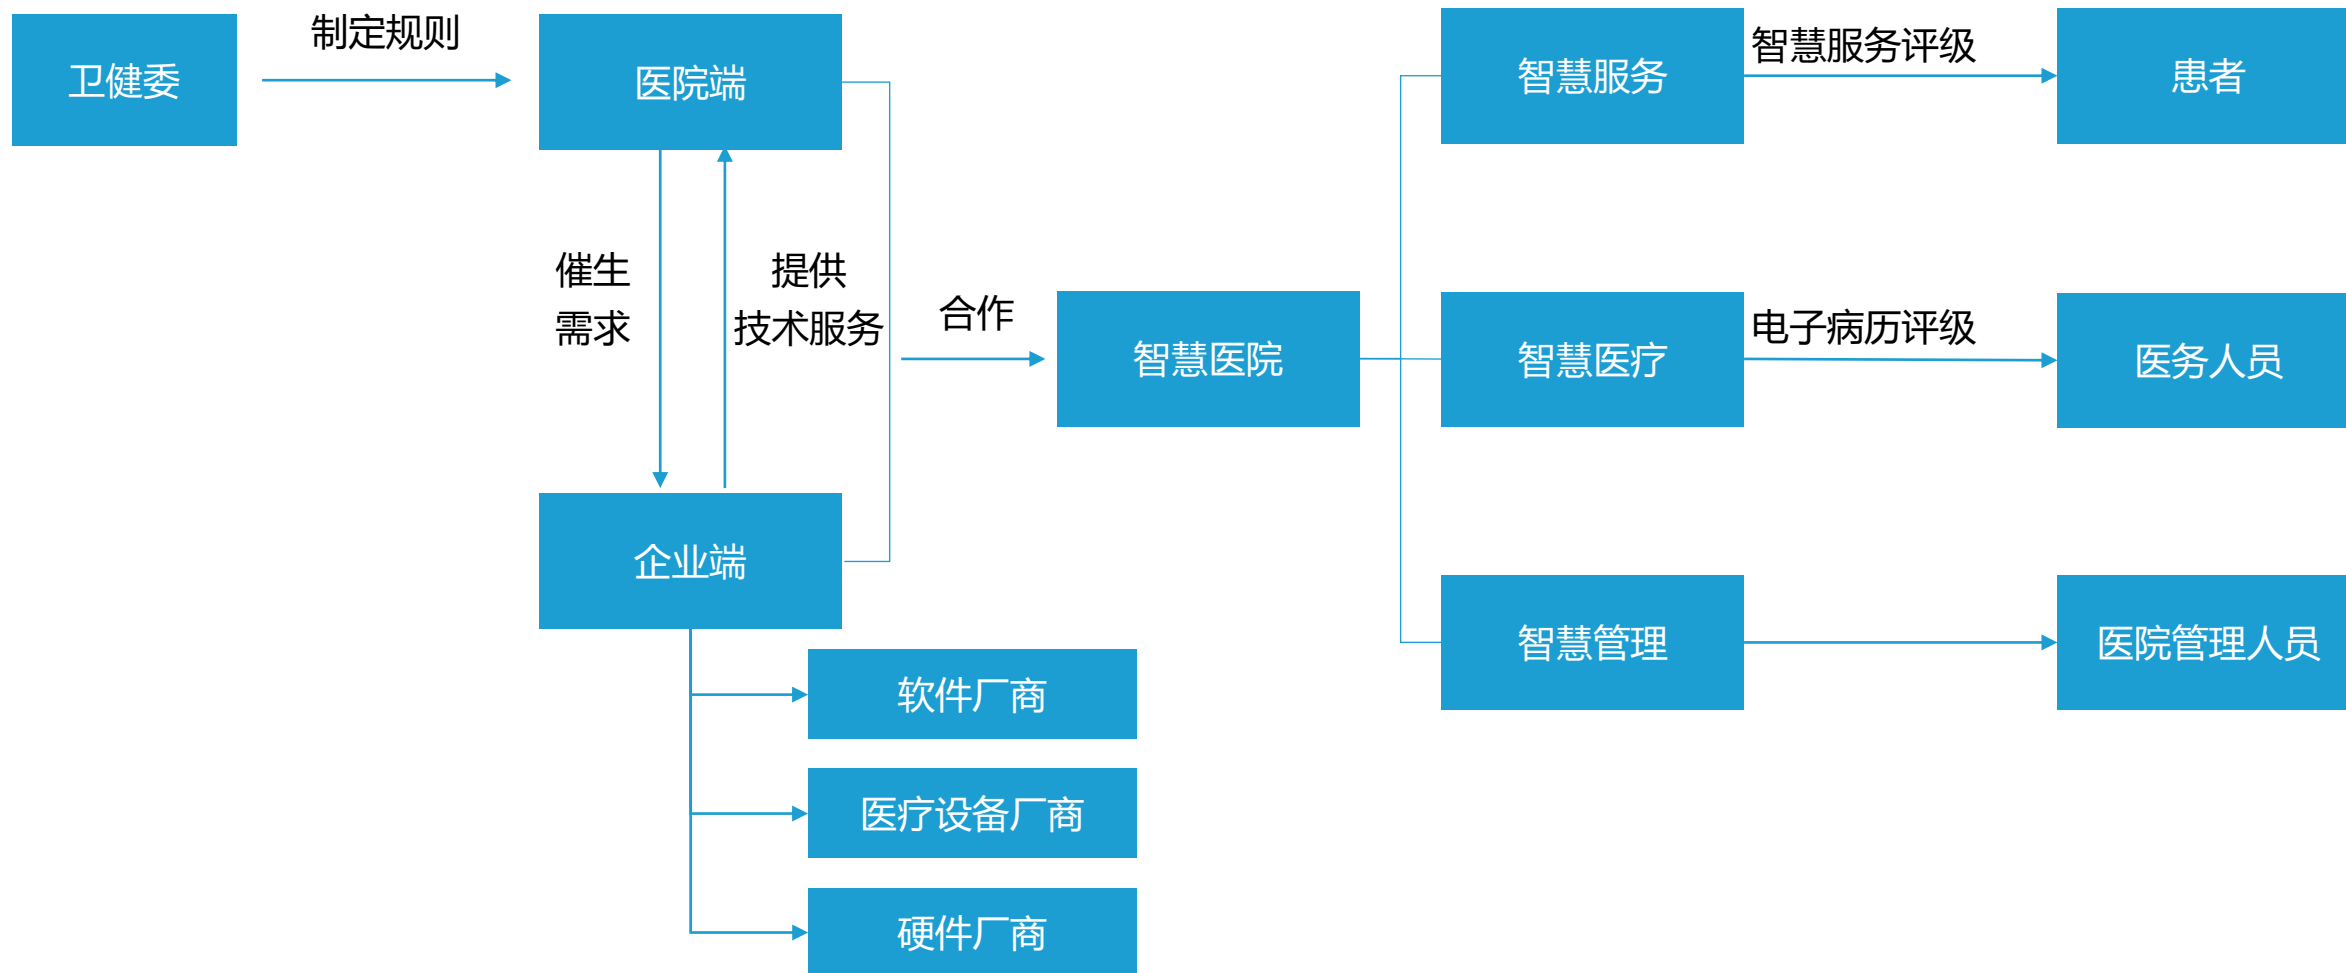 卫健委
制定规则
医院端
催生
需求
提供
技术服务
企业端
软件厂商
医疗设备厂商
硬件厂商
合作
智慧医院
智慧服务
智慧服务评级
患者
智慧医疗
电子病历评级
医务人员
智慧管理
医院管理人员